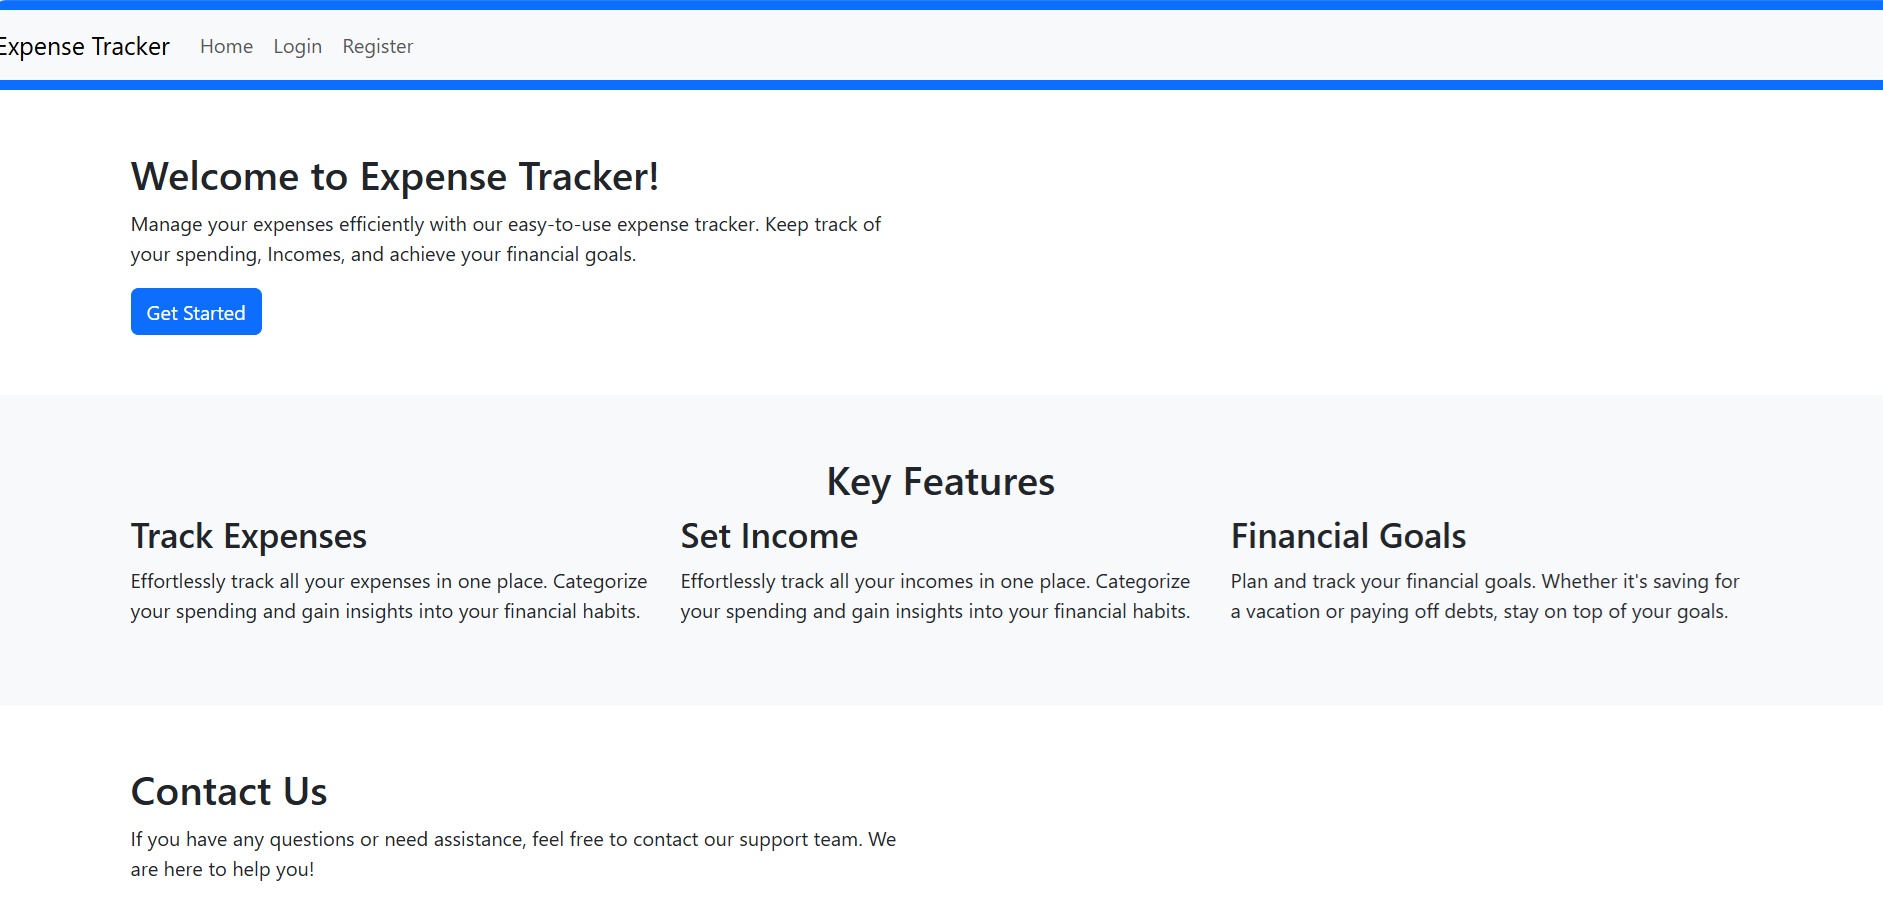 Expense Tracker Home Login Register
Welcome to Expense Tracker!
Manage your expenses efficiently with our easy-to-use expense tracker. Keep track of
your spending, Incomes, and achieve your financial goals.
Get Started
Key Features
Track Expenses
Effortlessly track all your expenses in one place. Categorize
your spending and gain insights into your financial habits.
Set Income
Effortlessly track all your incomes in one place. Categorize
your spending and gain insights into your financial habits.
Financial Goals
Plan and track your financial goals. Whether it's saving for
a vacation or paying off debts, stay on top of your goals.
Contact Us
If you have any questions or need assistance, feel free to contact our support team. We
are here to help you!